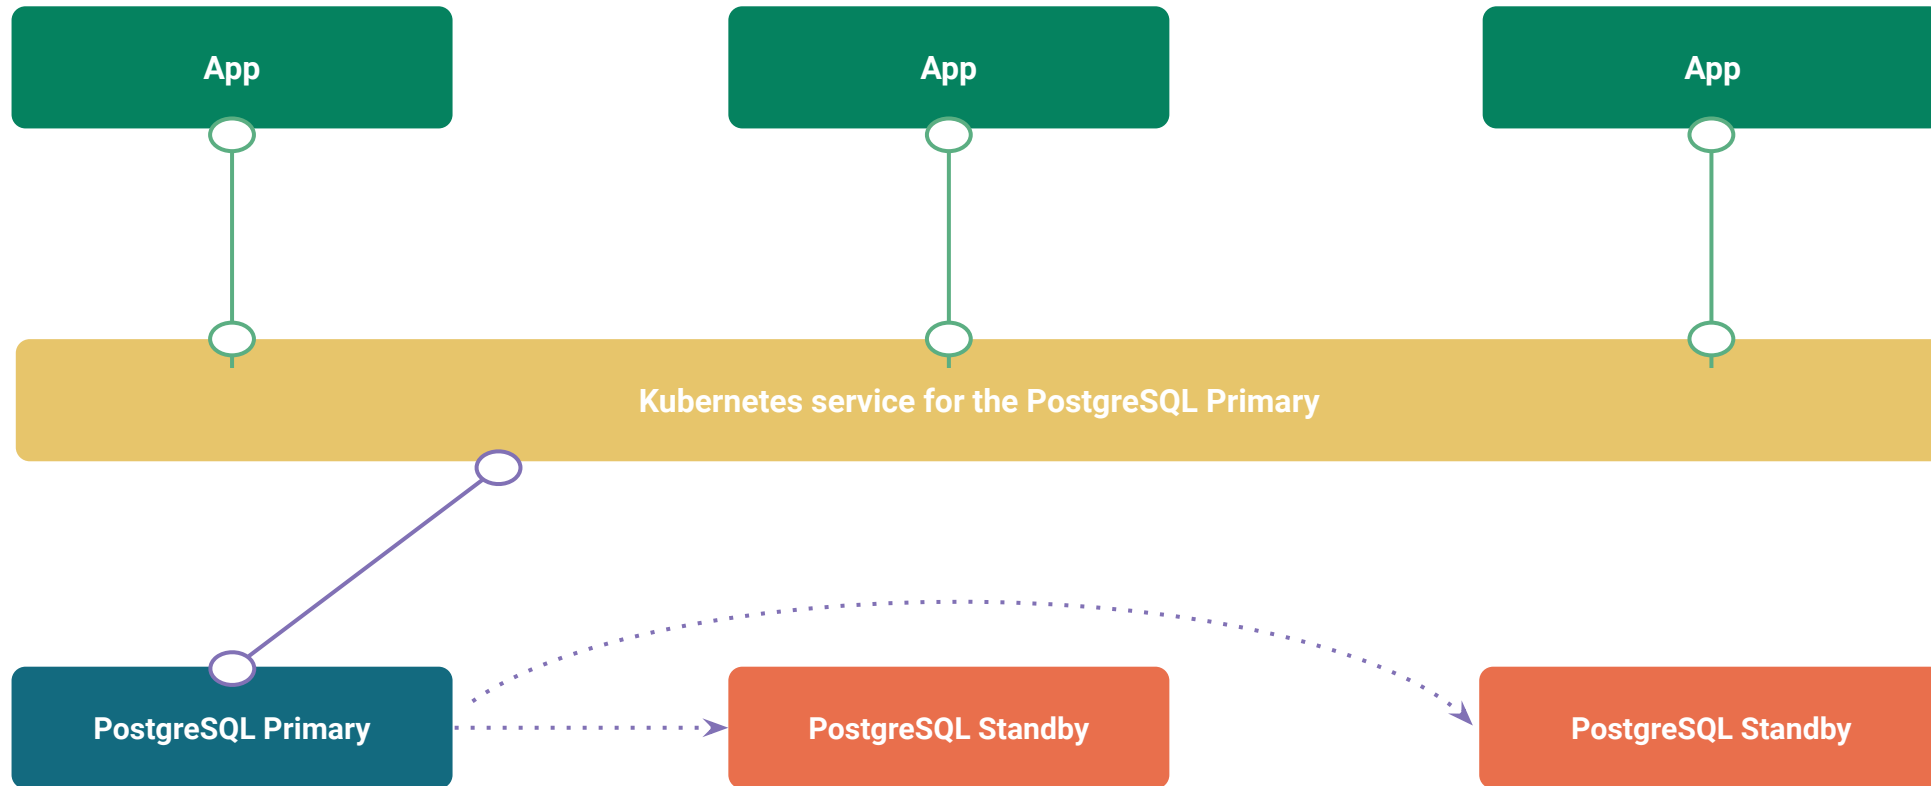 App
App
App
Kubernetes service for the PostgreSQL Primary
PostgreSQL Primary
PostgreSQL Standby
PostgreSQL Standby